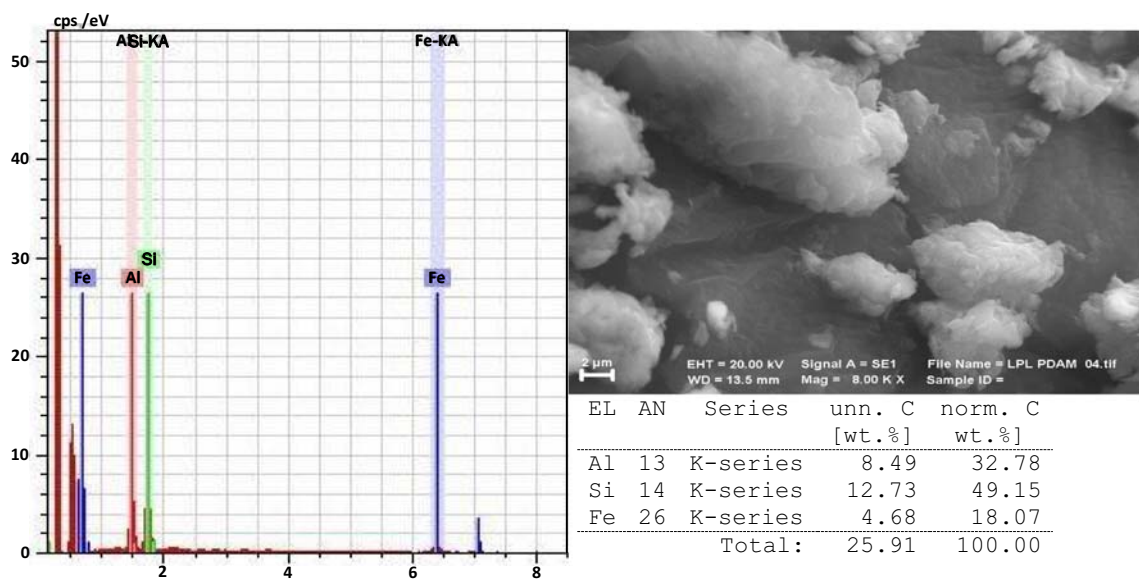 cps /eV
Al Si-KA Fe-KA
50
40
30
20
10
0
Si
Fe Al Fe
2 4 6 8
2 µm
EHT = 20.00 kV Signal A = SE1 File Name = LPL PDAM 04.tif
WD = 13.5 mm Mag = 8.00 K X Sample ID =
EL AN Series unn. C norm. C
[wt.%] wt.%]
Al 13 K-series 8.49 32.78
Si 14 K-series 12.73 49.15
Fe 26 K-series 4.68 18.07
Total: 25.91 100.00